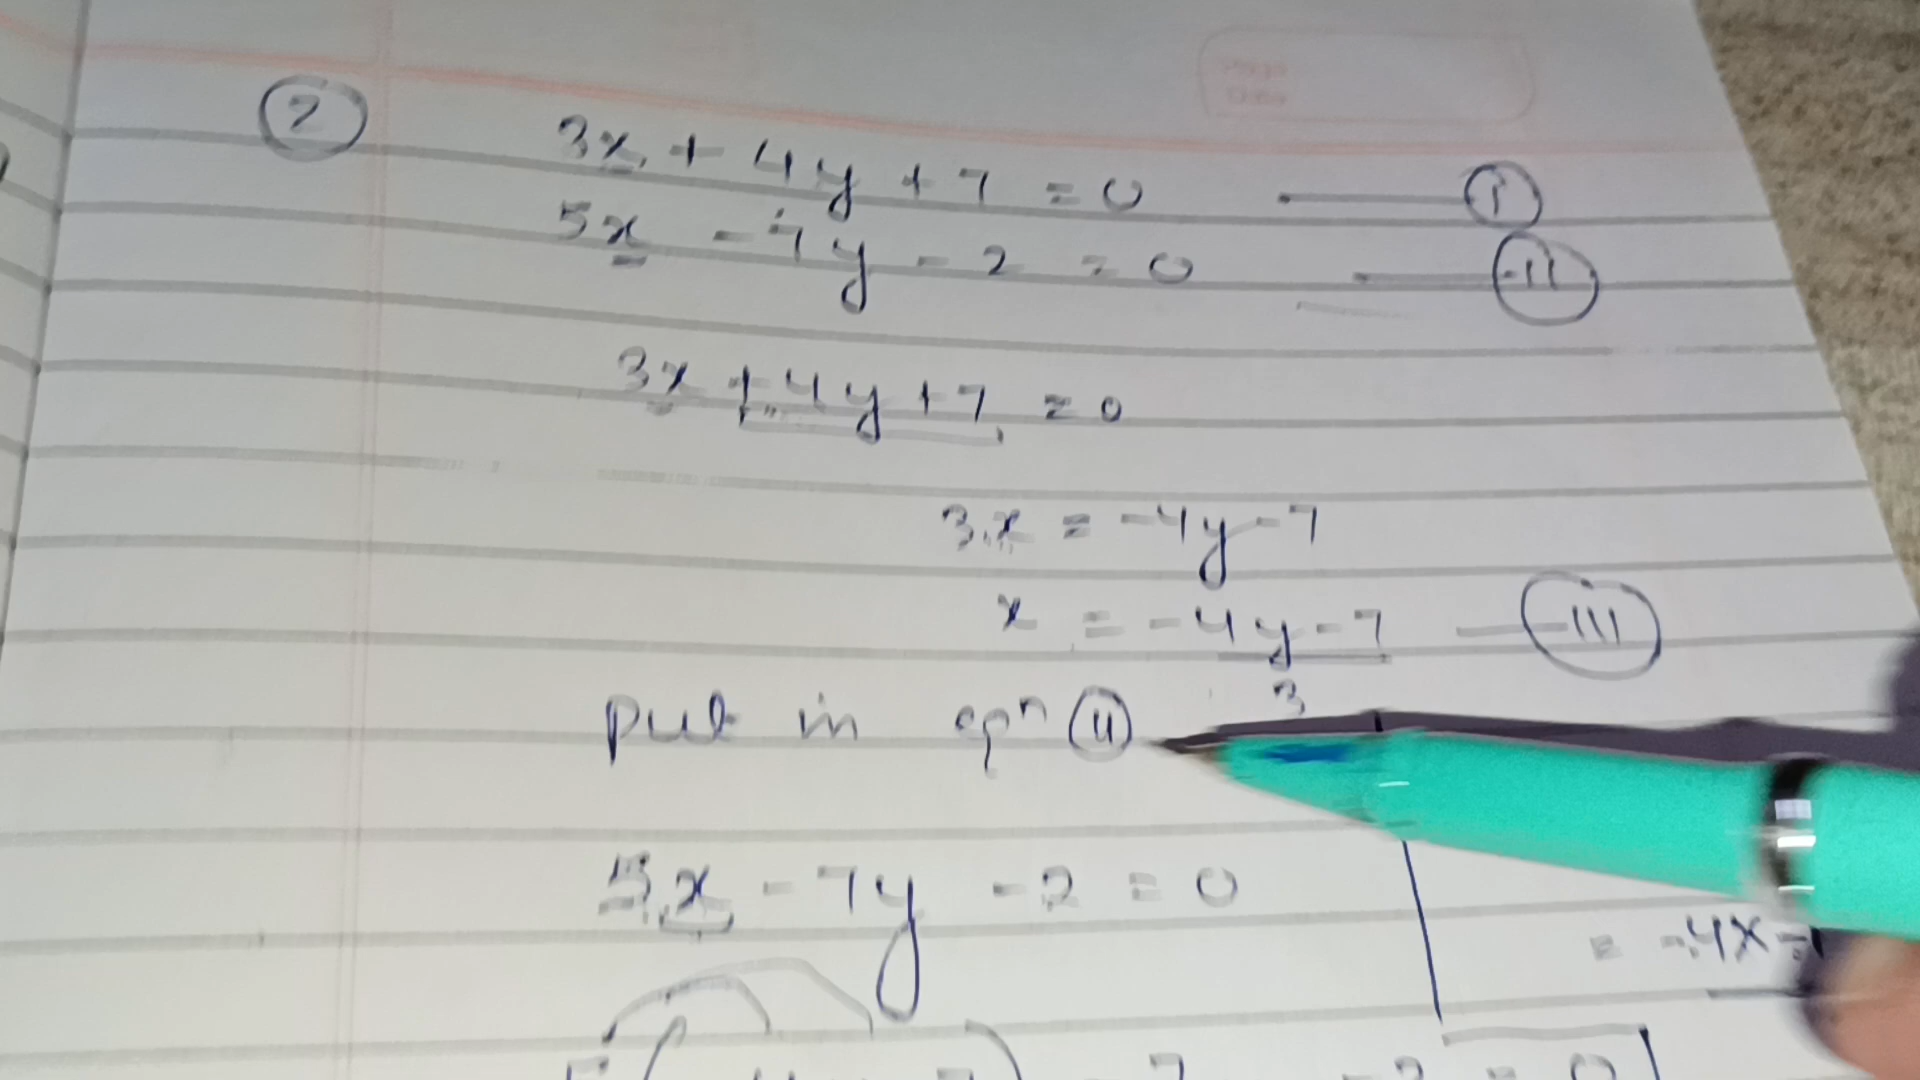 2
3x + 4y + 7 = 0 — I
5x - 7y - 2 = 0 — II
3x + 4y + 7 = 0
3x = -4y - 7
x = -4y - 7 — III
3
Put in eqn II
5x - 7y - 2 = 0
= -4x-